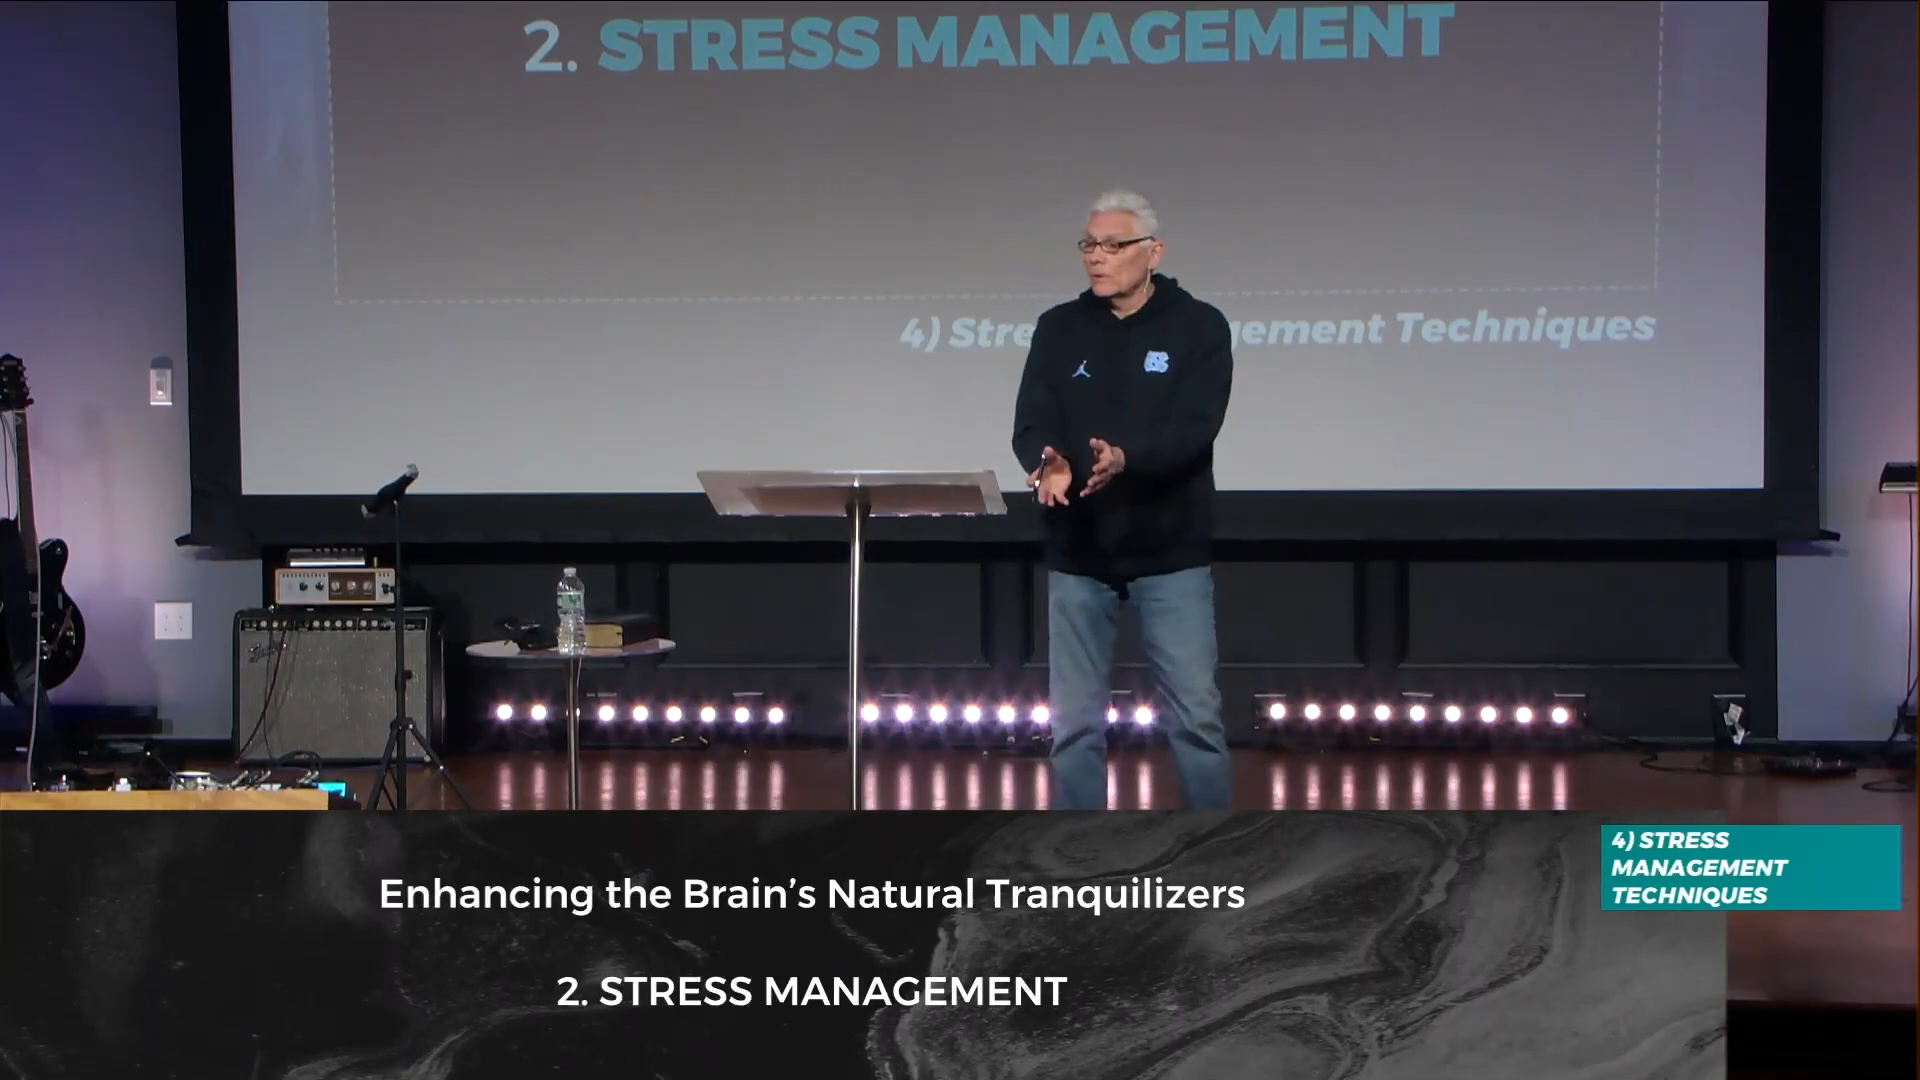 2. STRESS MANAGEMENT
4) Stre gement Techniques
Fender
Enhancing the Brain’s Natural Tranquilizers
2. STRESS MANAGEMENT
4) STRESS
MANAGEMENT
TECHNIQUES